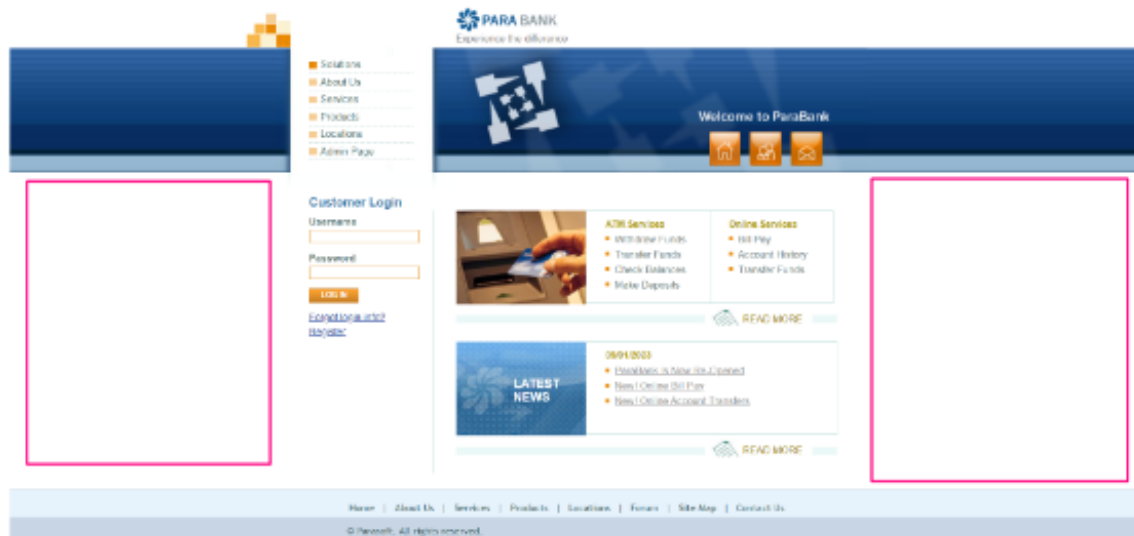 PARA BANK
Experience the difference
Solutions
About Us
Services
Products
Locations
Admin Page
Welcome to ParaBank
Customer Login
Username
Password
LOG IN
Forgot login info?
Register
ATM Services
Withdraw Funds
Transfer Funds
Check Balances
Make Deposits
Online Services
Bill Pay
Account History
Transfer Funds
READ MORE
LATEST
NEWS
09/01/2023
ParaBank Is Now Re-Opened
New! Online Bill Pay
New! Online Account Transfers
READ MORE
Home | About Us | Services | Products | Locations | Forum | Site Map | Contact Us
© Parasoft. All rights reserved.